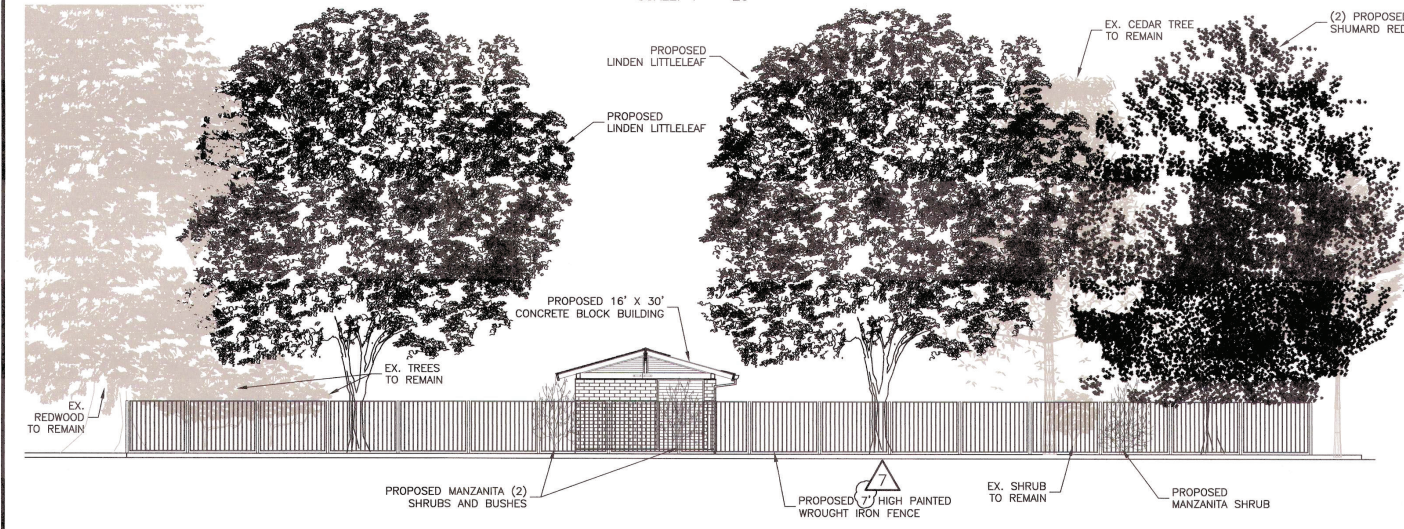 EX. CEDAR TREE
TO REMAIN
(2) PROPOSED
SHUMARD RED
PROPOSED
LINDEN LITTLELEAF
PROPOSED
LINDEN LITTLELEAF
PROPOSED 16' X 30'
CONCRETE BLOCK BUILDING
EX. TREES
TO REMAIN
EX.
REDWOOD
TO REMAIN
7
PROPOSED MANZANITA (2)
SHRUBS AND BUSHES
PROPOSED 7' HIGH PAINTED
WROUGHT IRON FENCE
EX. SHRUB
TO REMAIN
PROPOSED
MANZANITA SHRUB